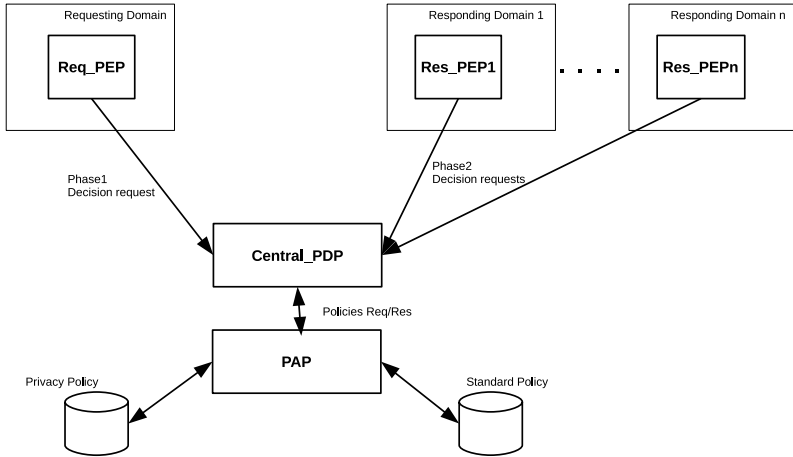 Requesting Domain
Responding Domain 1
Responding Domain n
Req_PEP
Res_PEP1
. . . .
Res_PEPn
Phase1
Decision request
Phase2
Decision requests
Central_PDP
Policies Req/Res
PAP
Privacy Policy
Standard Policy